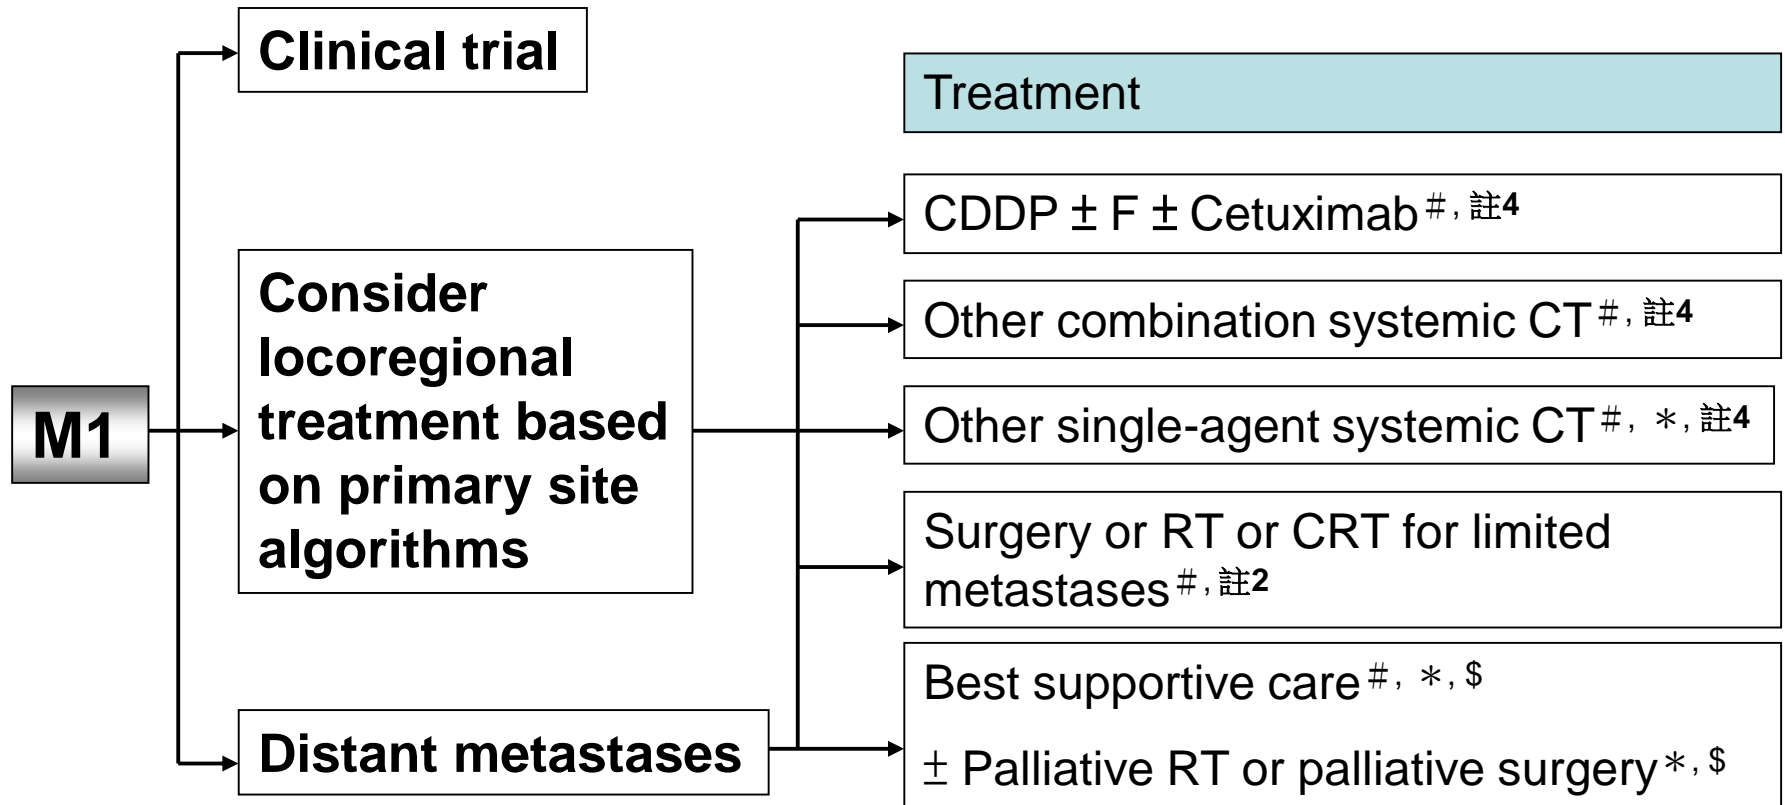 M1
Clinical trial
Consider
locoregional
treatment based
on primary site
algorithms
Distant metastases
Treatment
CDDP ± F ± Cetuximab #, 註4
Other combination systemic CT #, 註4
Other single-agent systemic CT #, *, 註4
Surgery or RT or CRT for limited
metastases #, 註2
Best supportive care #, *, $
± Palliative RT or palliative surgery *, $